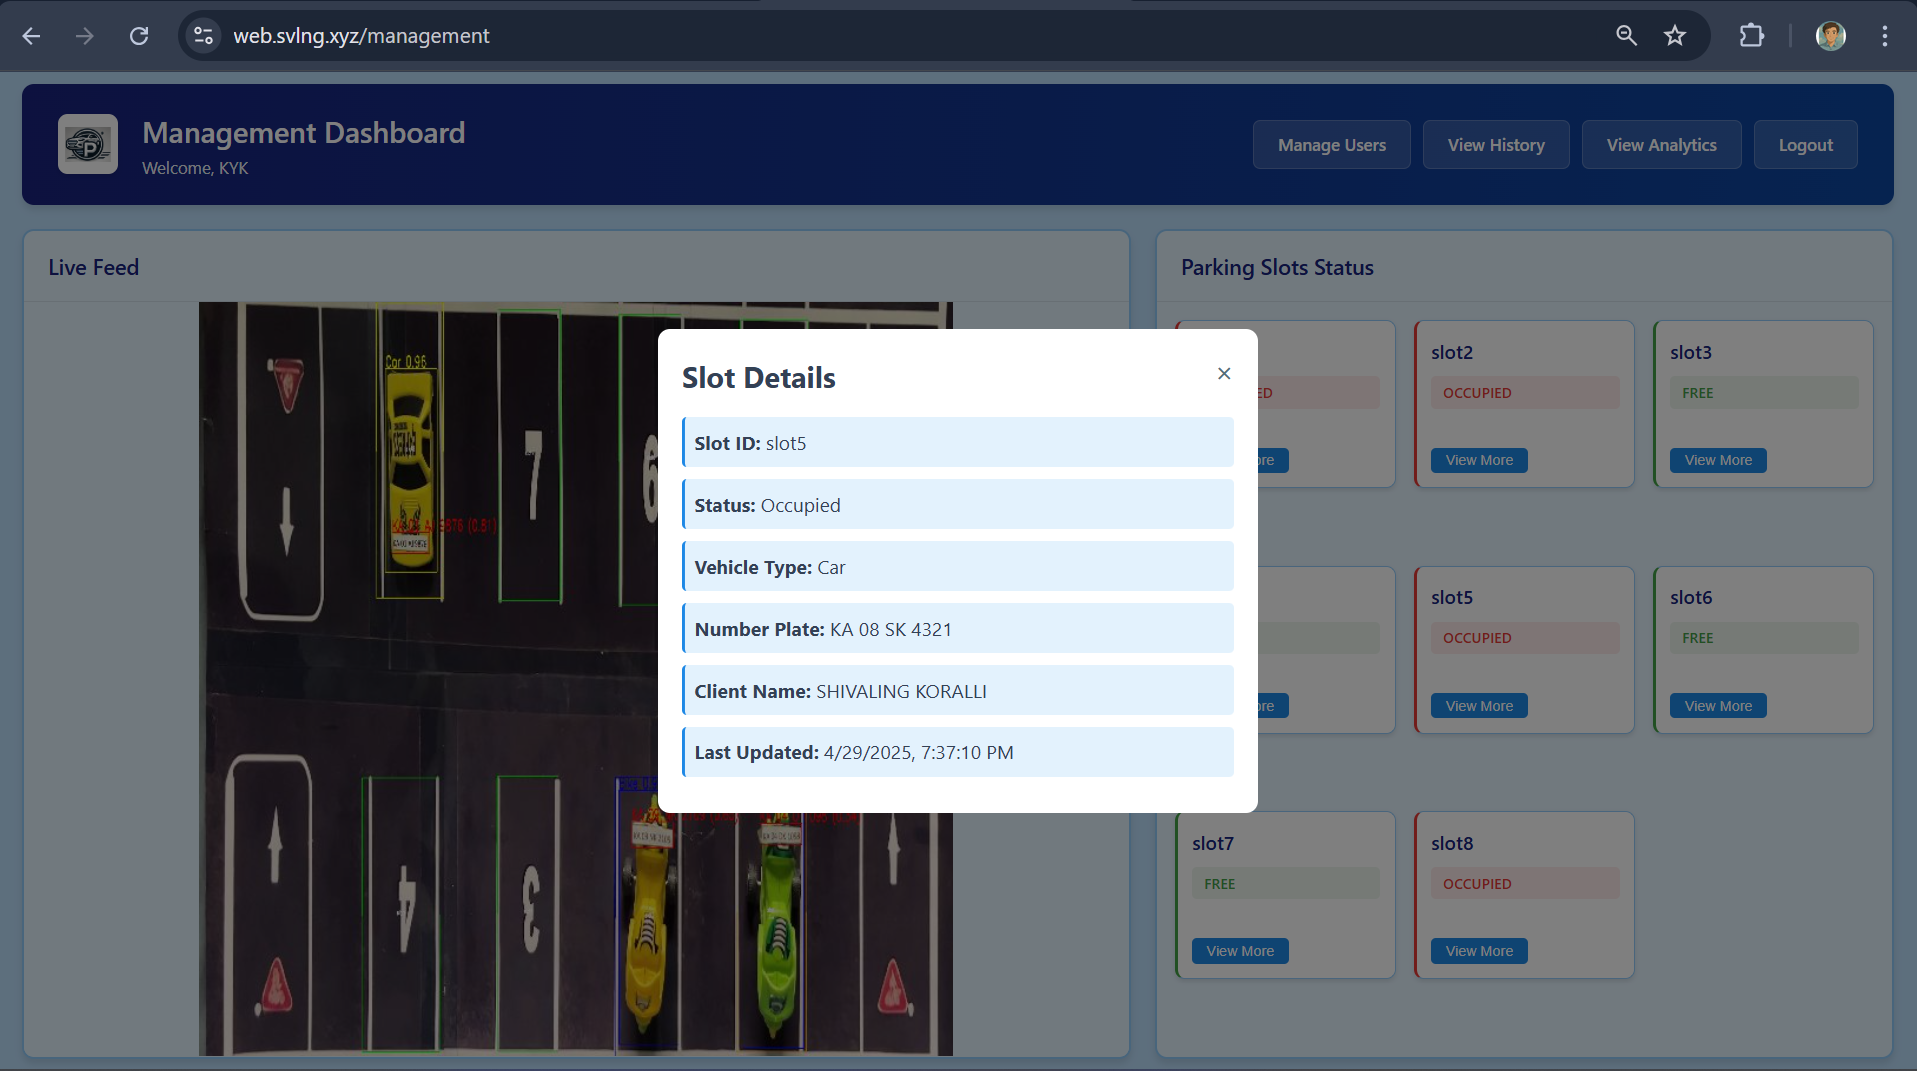 web.svlng.xyz/management
Management Dashboard
Welcome, KYK
Manage Users
View History
View Analytics
Logout
Live Feed
Car 0.96
7
6
4
3
Slot Details
×
Slot ID: slot5
Status: Occupied
Vehicle Type: Car
Number Plate: KA 08 SK 4321
Client Name: SHIVALING KORALLI
Last Updated: 4/29/2025, 7:37:10 PM
Parking Slots Status
ED
ore
slot2
OCCUPIED
View More
slot3
FREE
View More
ore
slot5
OCCUPIED
View More
slot6
FREE
View More
slot7
FREE
View More
slot8
OCCUPIED
View More